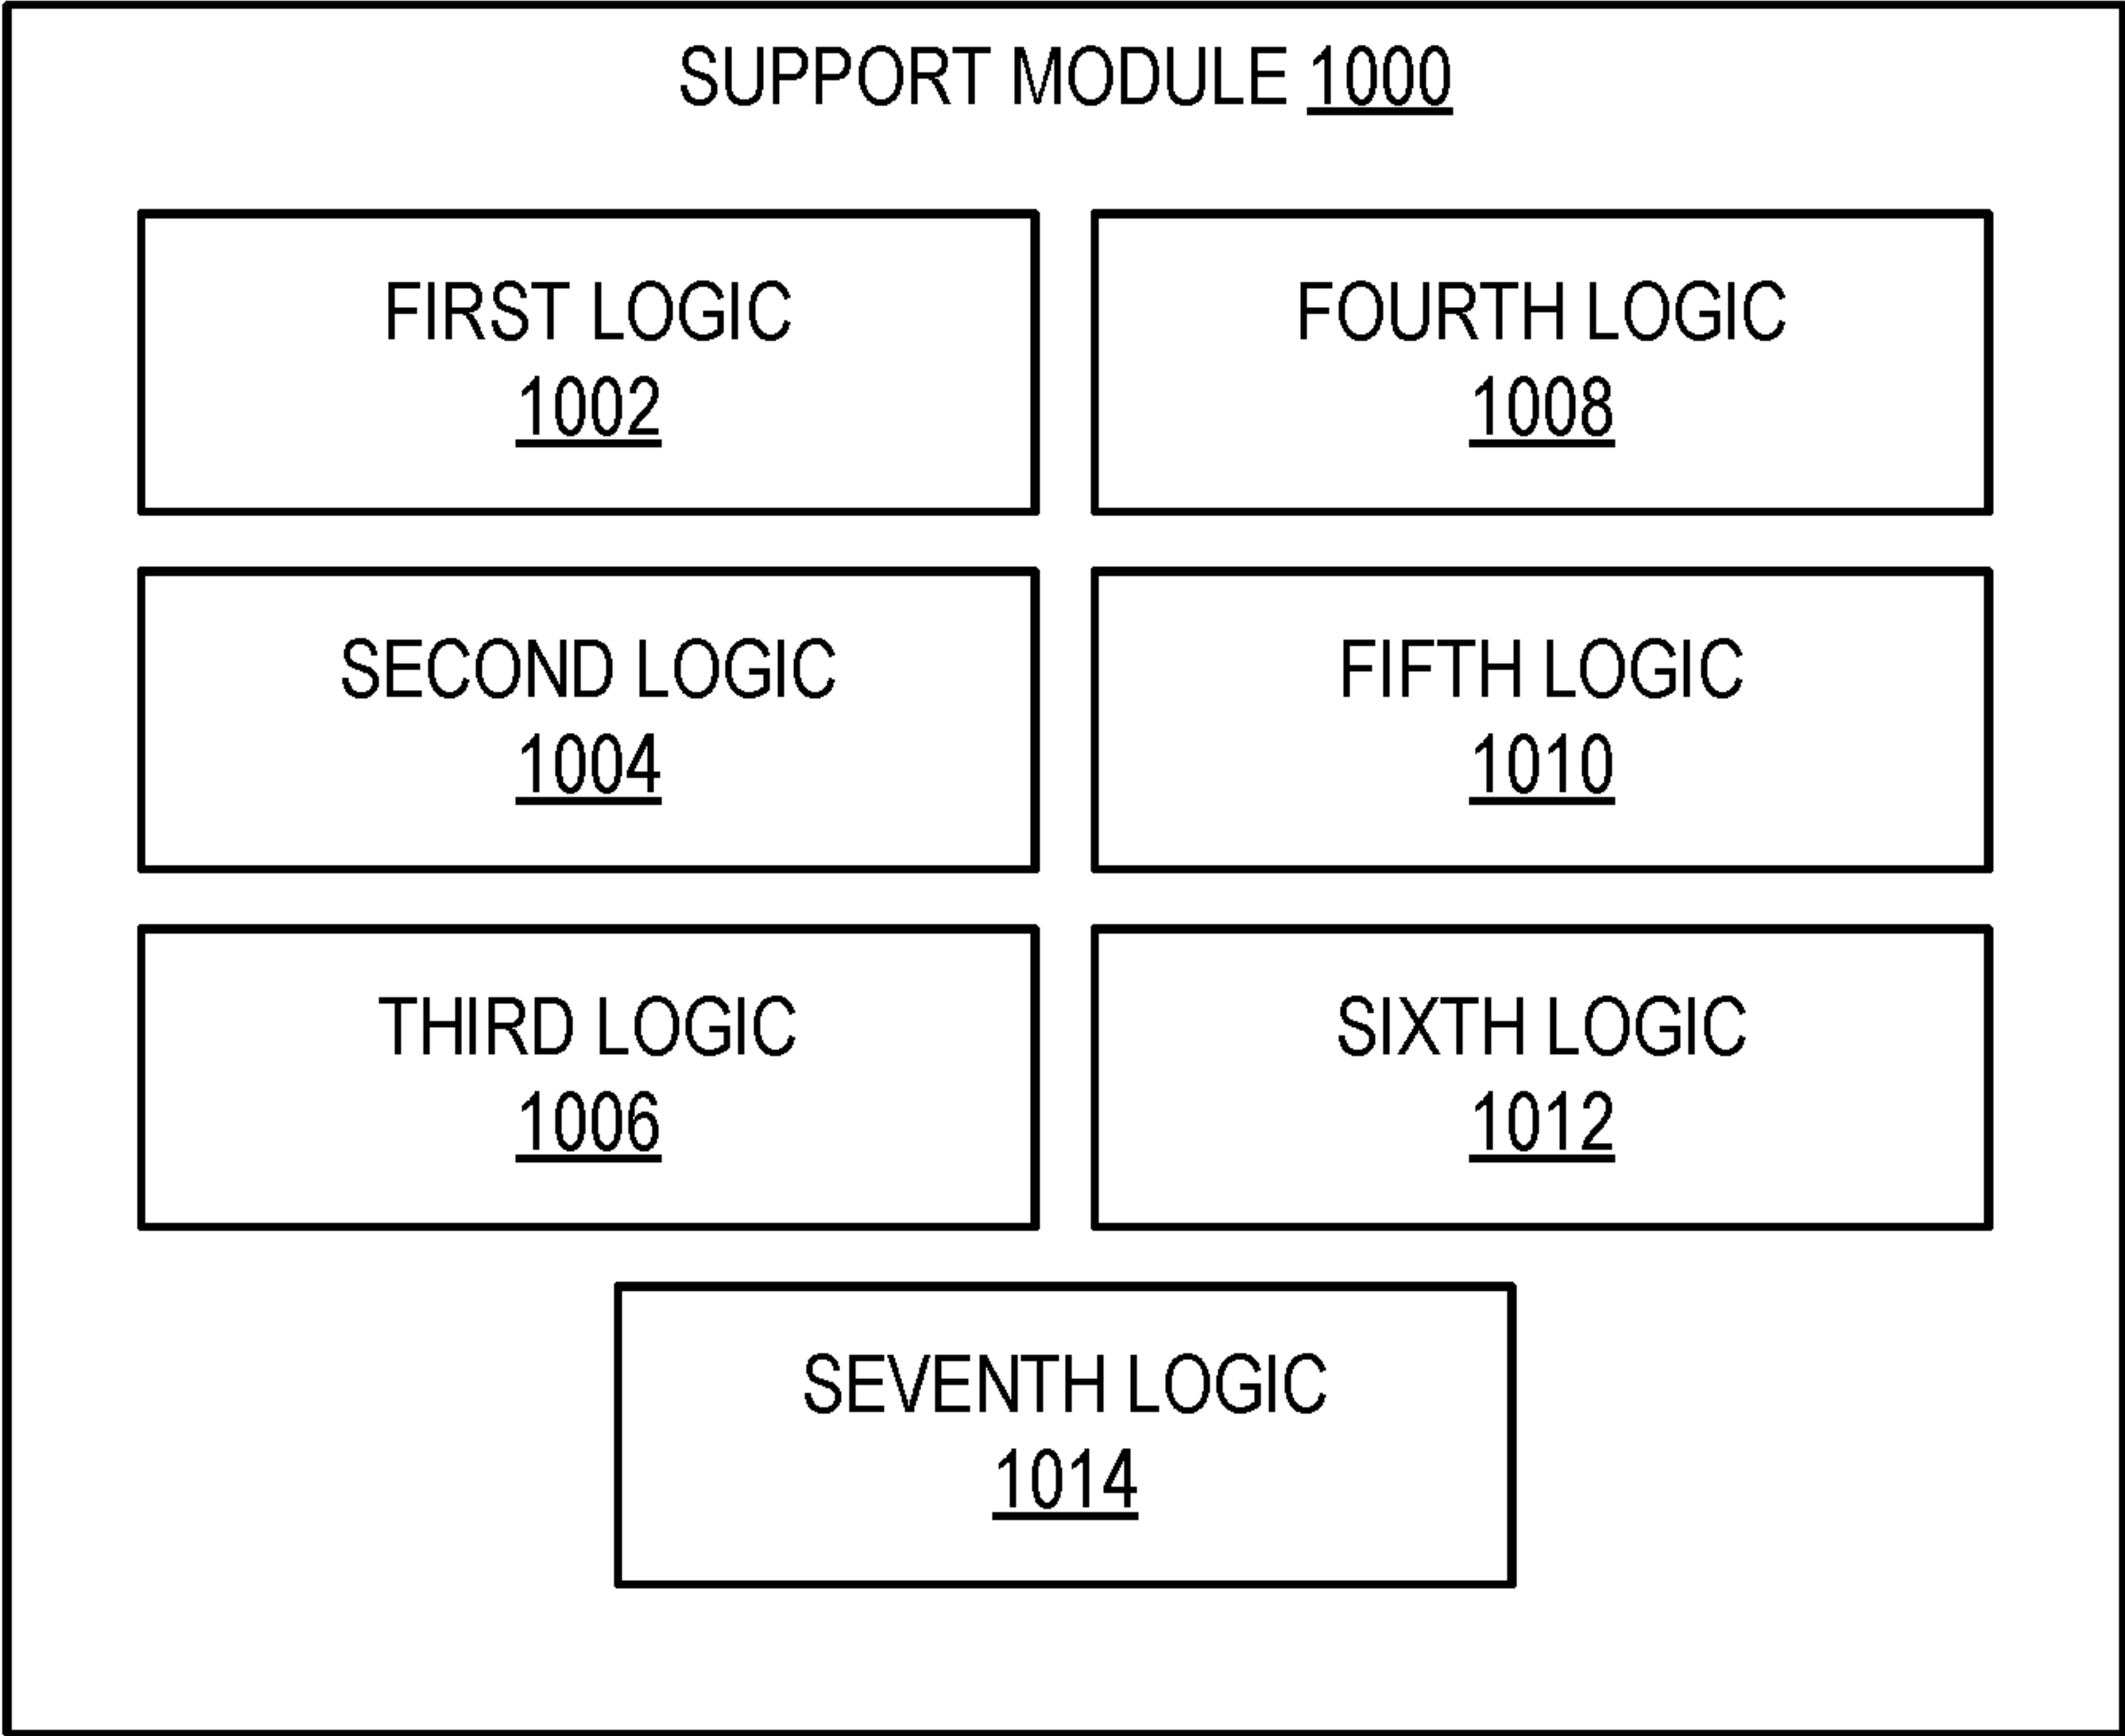 SUPPORT MODULE 1000
FIRST LOGIC
1002
FOURTH LOGIC
1008
SECOND LOGIC
1004
FIFTH LOGIC
1010
THIRD LOGIC
1006
SIXTH LOGIC
1012
SEVENTH LOGIC
1014